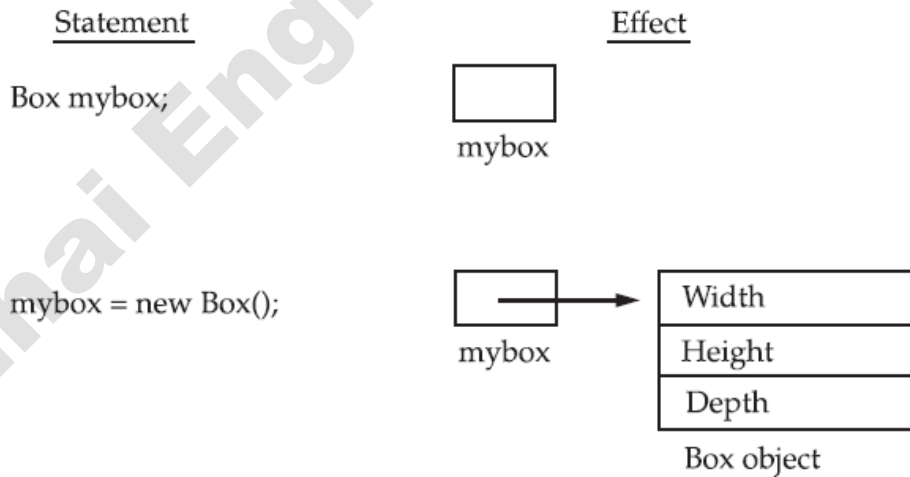 Statement
Effect
Box mybox;
mybox
mybox = new Box();
mybox
Width
Height
Depth
Box object